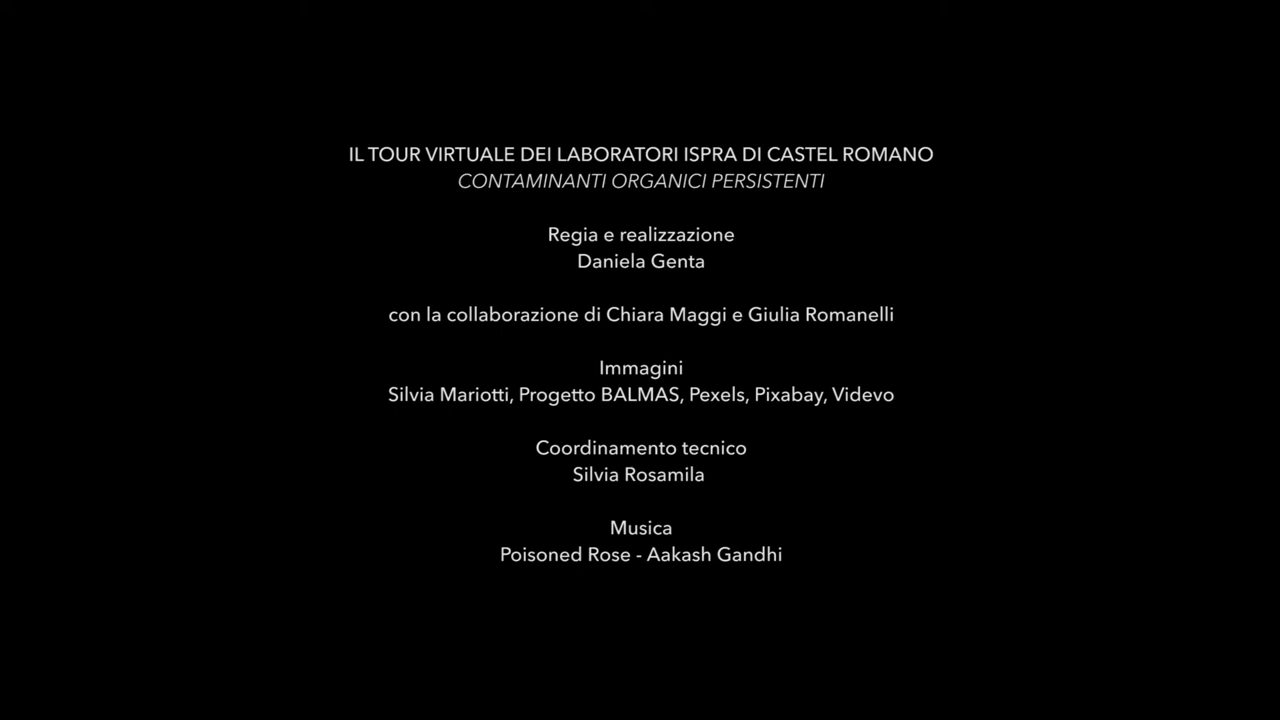 IL TOUR VIRTUALE DEI LABORATORI ISPRA DI CASTEL ROMANO
CONTAMINANTI ORGANICI PERSISTENTI
Regia e realizzazione
Daniela Genta
con la collaborazione di Chiara Maggi e Giulia Romanelli
Immagini
Silvia Mariotti, Progetto BALMAS, Pexels, Pixabay, Videvo
Coordinamento tecnico
Silvia Rosamila
Musica
Poisoned Rose - Aakash Gandhi